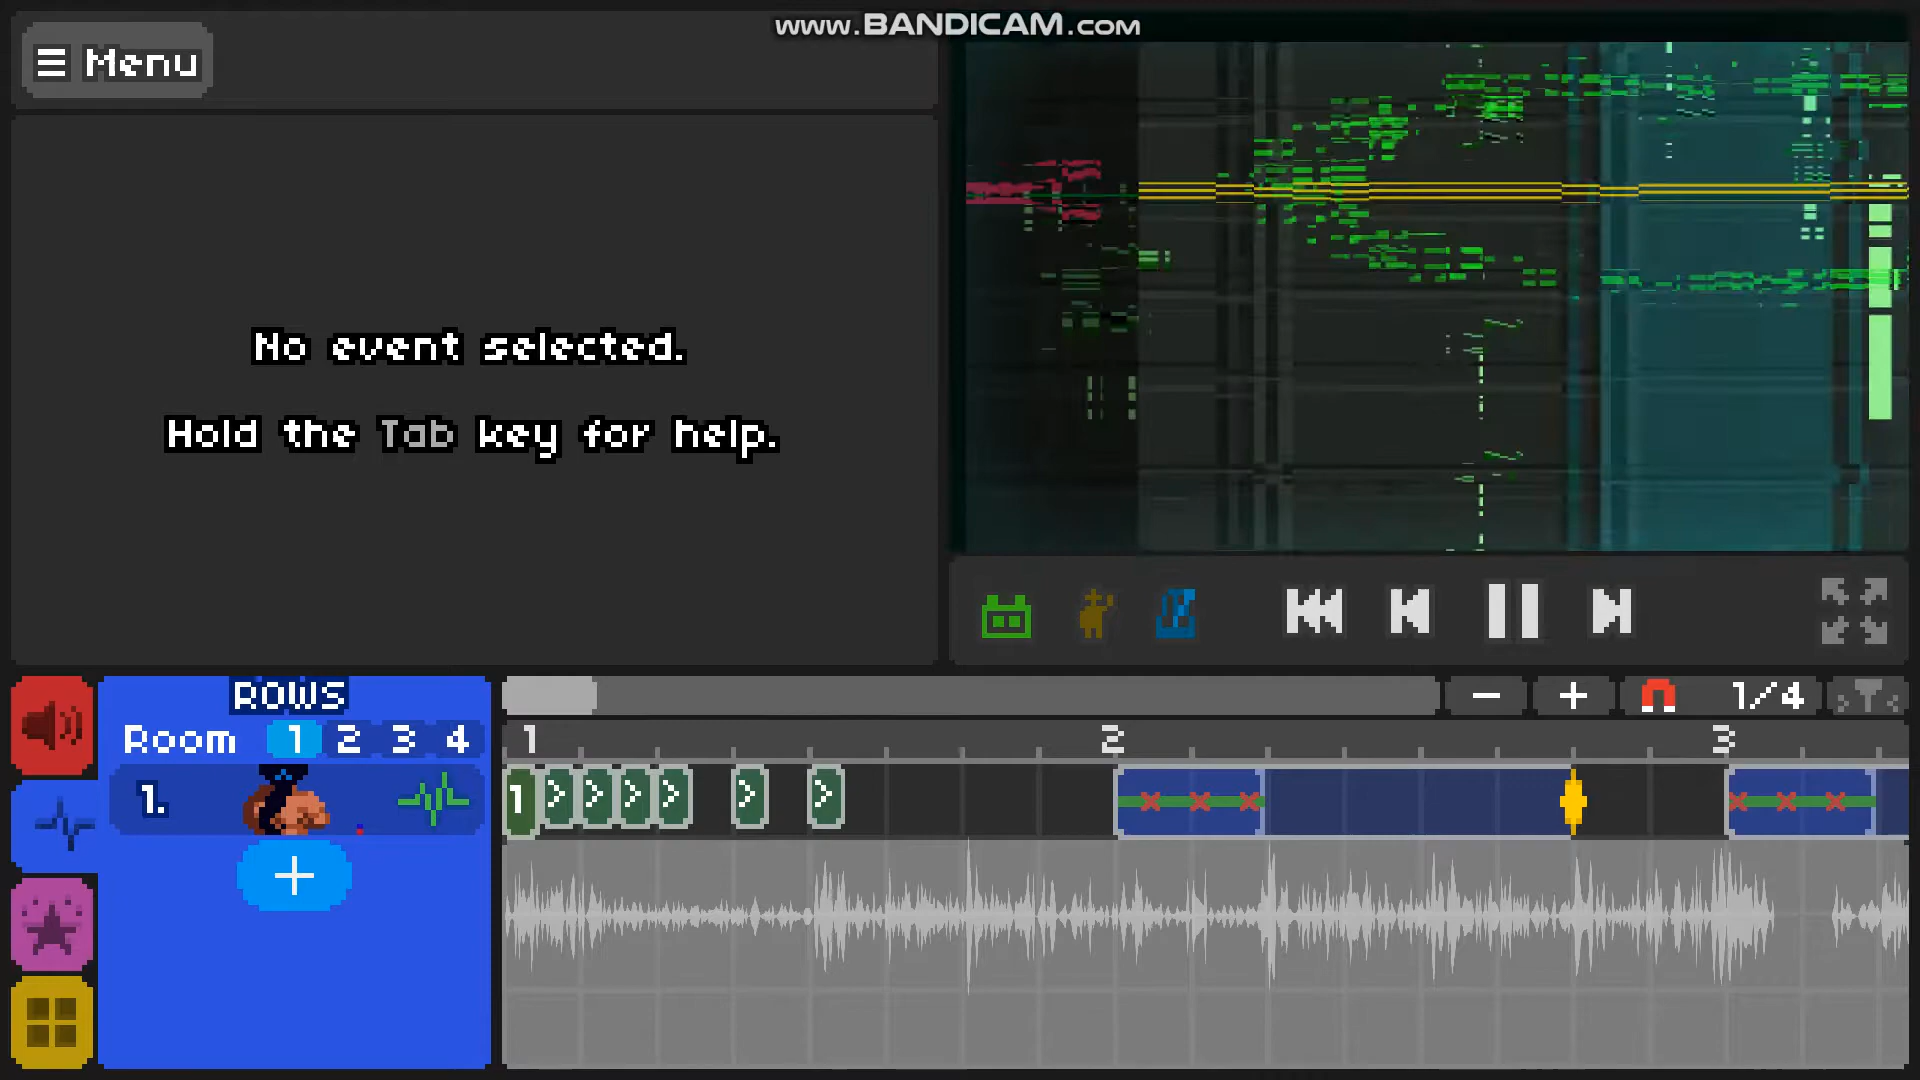 www.BANDICAM.com
Menu
No event selected.
Hold the Tab key for help.
ROWS
Room 1 2 3 4
1.
1/4
1 2 3
1